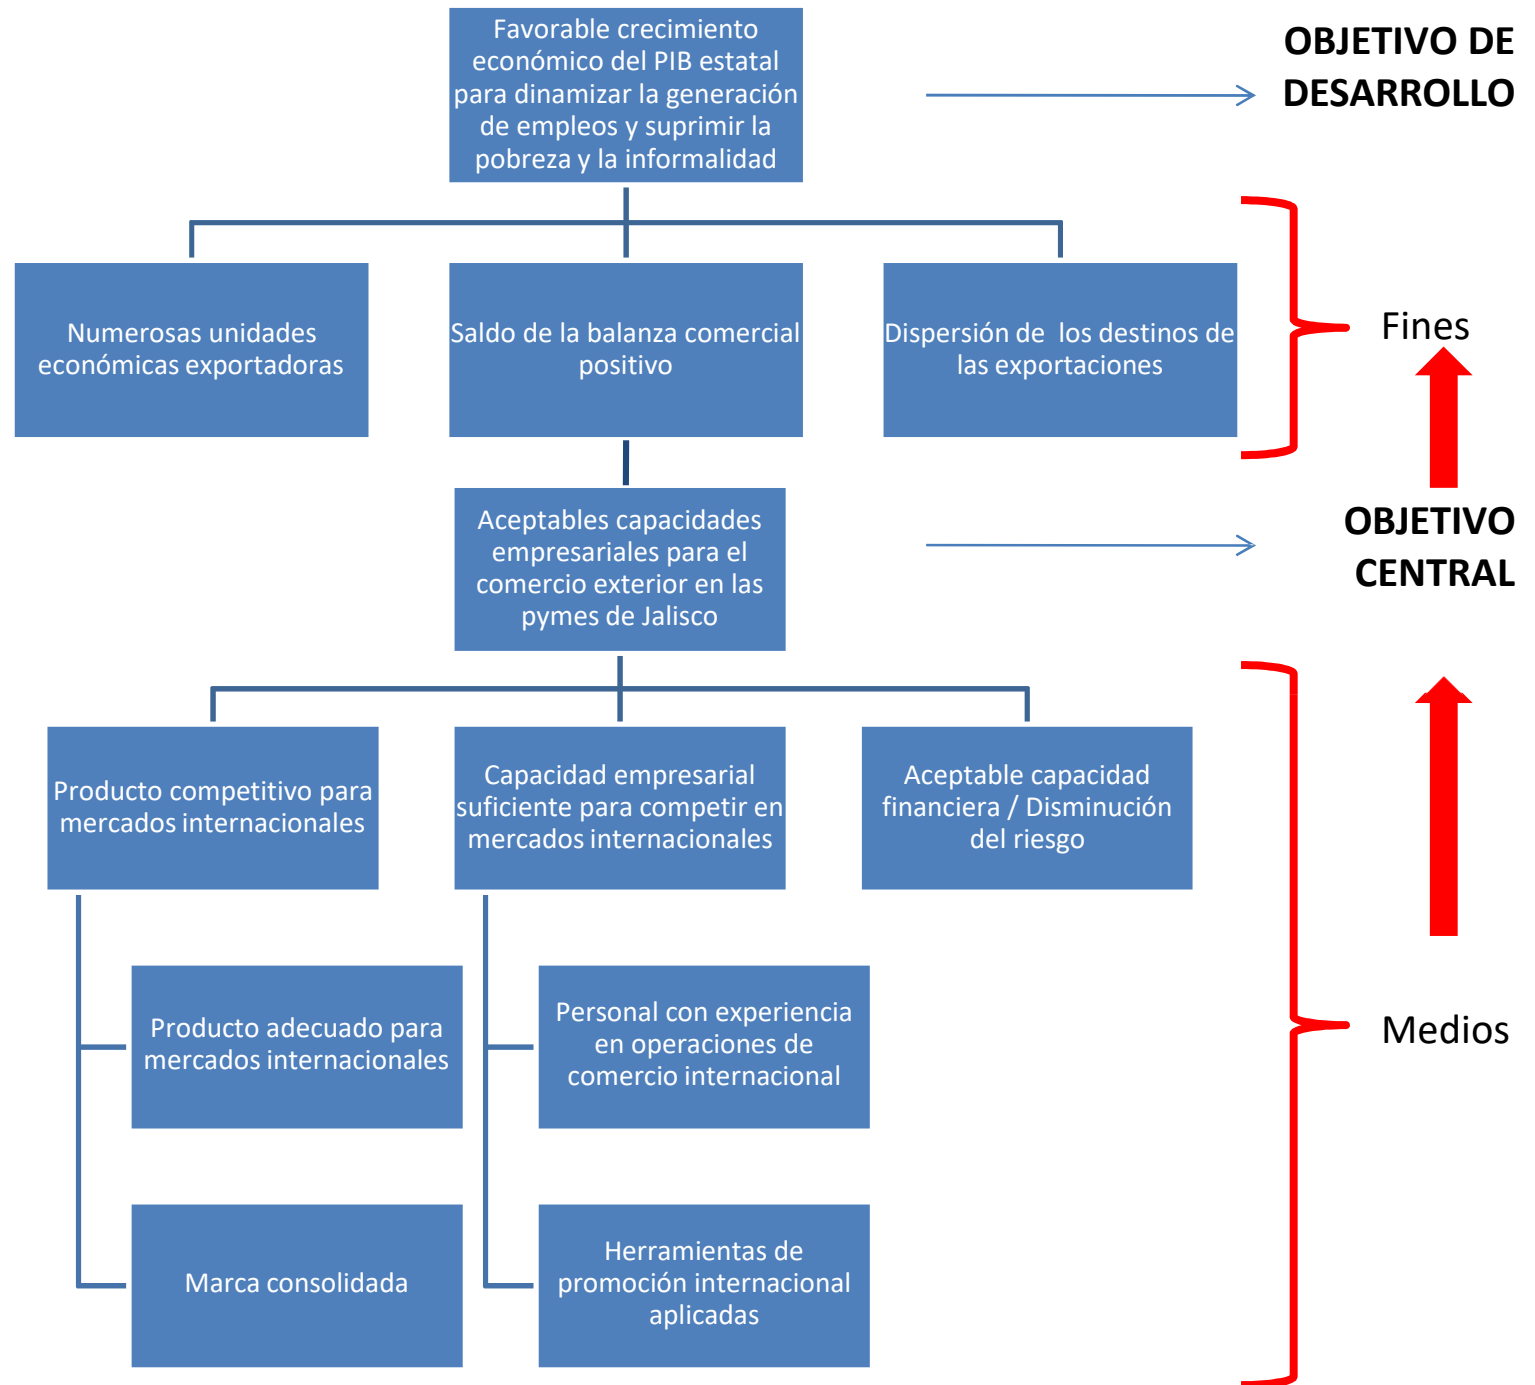 Favorable crecimiento
económico del PIB estatal
para dinamizar la generación
de empleos y suprimir la
pobreza y la informalidad
OBJETIVO DE
DESARROLLO
Numerosas unidades
económicas exportadoras
Saldo de la balanza comercial
positivo
Dispersión de los destinos de
las exportaciones
Fines
Aceptables capacidades
empresariales para el
comercio exterior en las
pymes de Jalisco
OBJETIVO
CENTRAL
Producto competitivo para
mercados internacionales
Capacidad empresarial
suficiente para competir en
mercados internacionales
Aceptable capacidad
financiera / Disminución
del riesgo
Producto adecuado para
mercados internacionales
Personal con experiencia
en operaciones de
comercio internacional
Medios
Marca consolidada
Herramientas de
promoción internacional
aplicadas